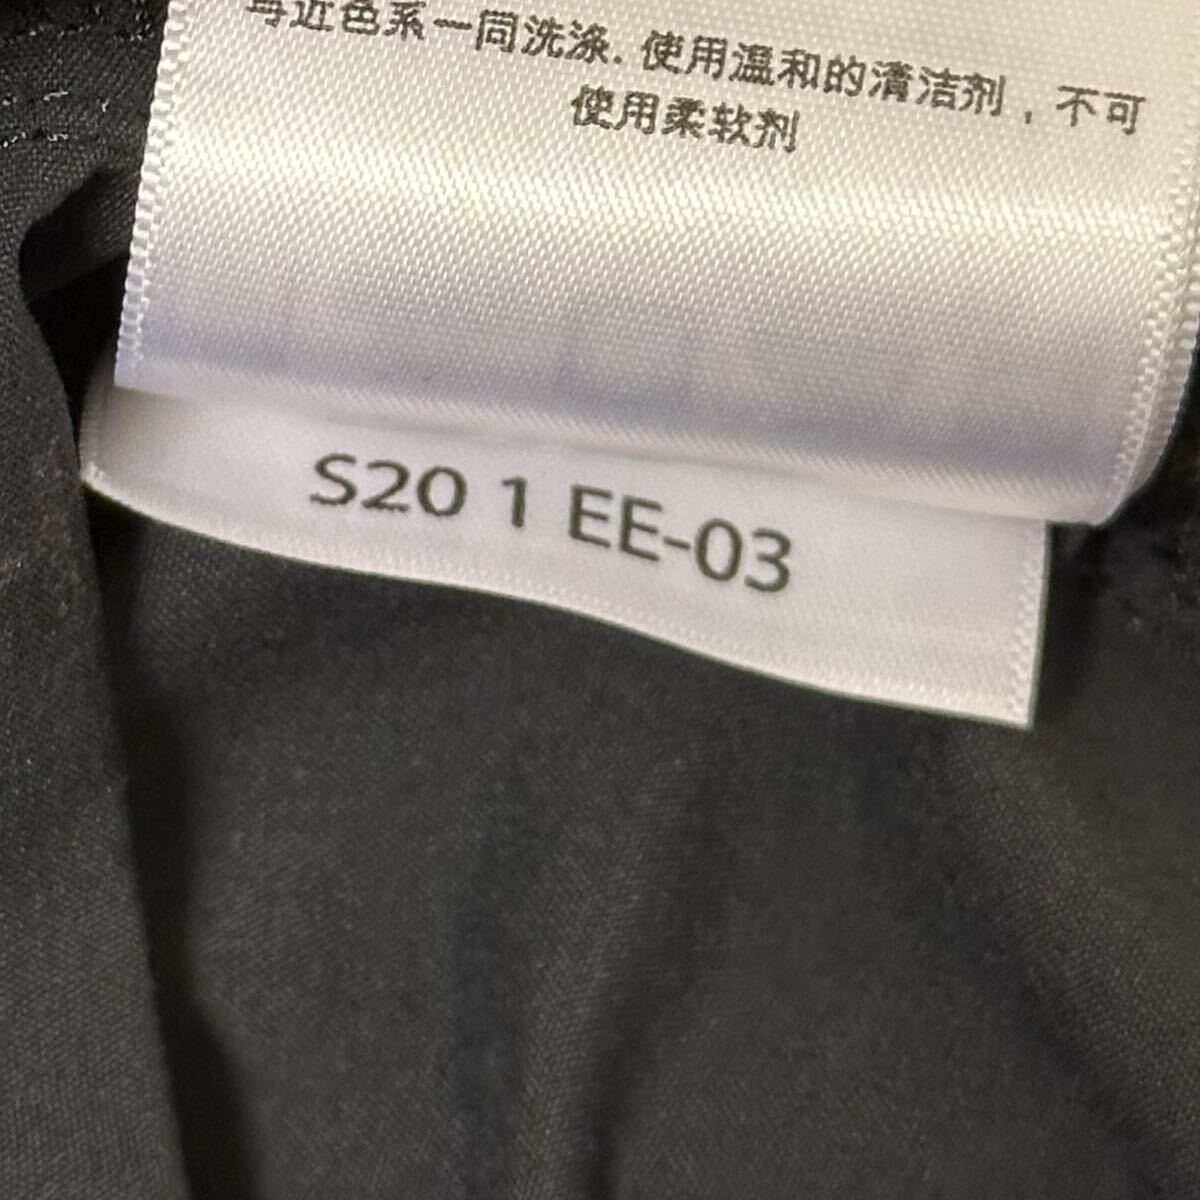 与近色系一同洗涤. 使用温和的清洁剂，不可
使用柔软剂
S20 1 EE-03